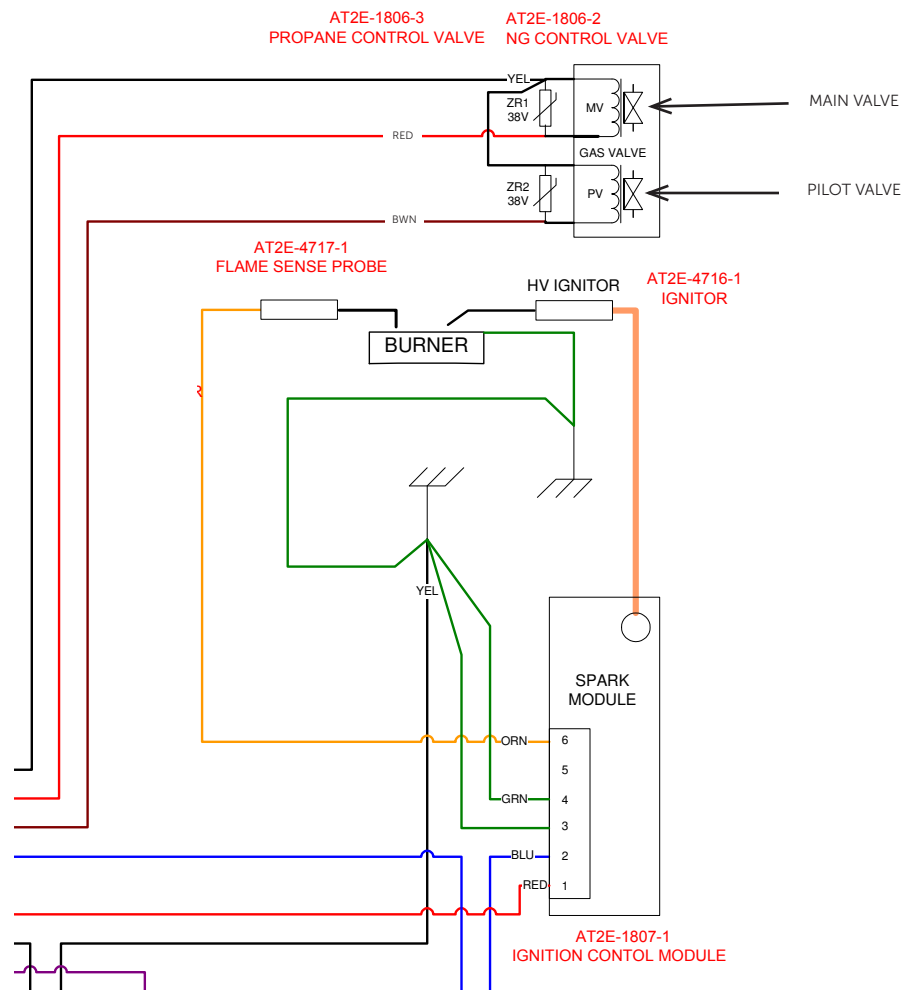 AT2E-1806-3 AT2E-1806-2
PROPANE CONTROL VALVE NG CONTROL VALVE
YEL
ZR1
38V
MV
MAIN VALVE
RED
GAS VALVE
ZR2
38V
PV
PILOT VALVE
BWN
AT2E-4717-1
FLAME SENSE PROBE
HV IGNITOR
AT2E-4716-1
IGNITOR
BURNER
R
YEL
SPARK
MODULE
ORN 6
5
GRN 4
3
BLU 2
RED 1
AT2E-1807-1
IGNITION CONTOL MODULE